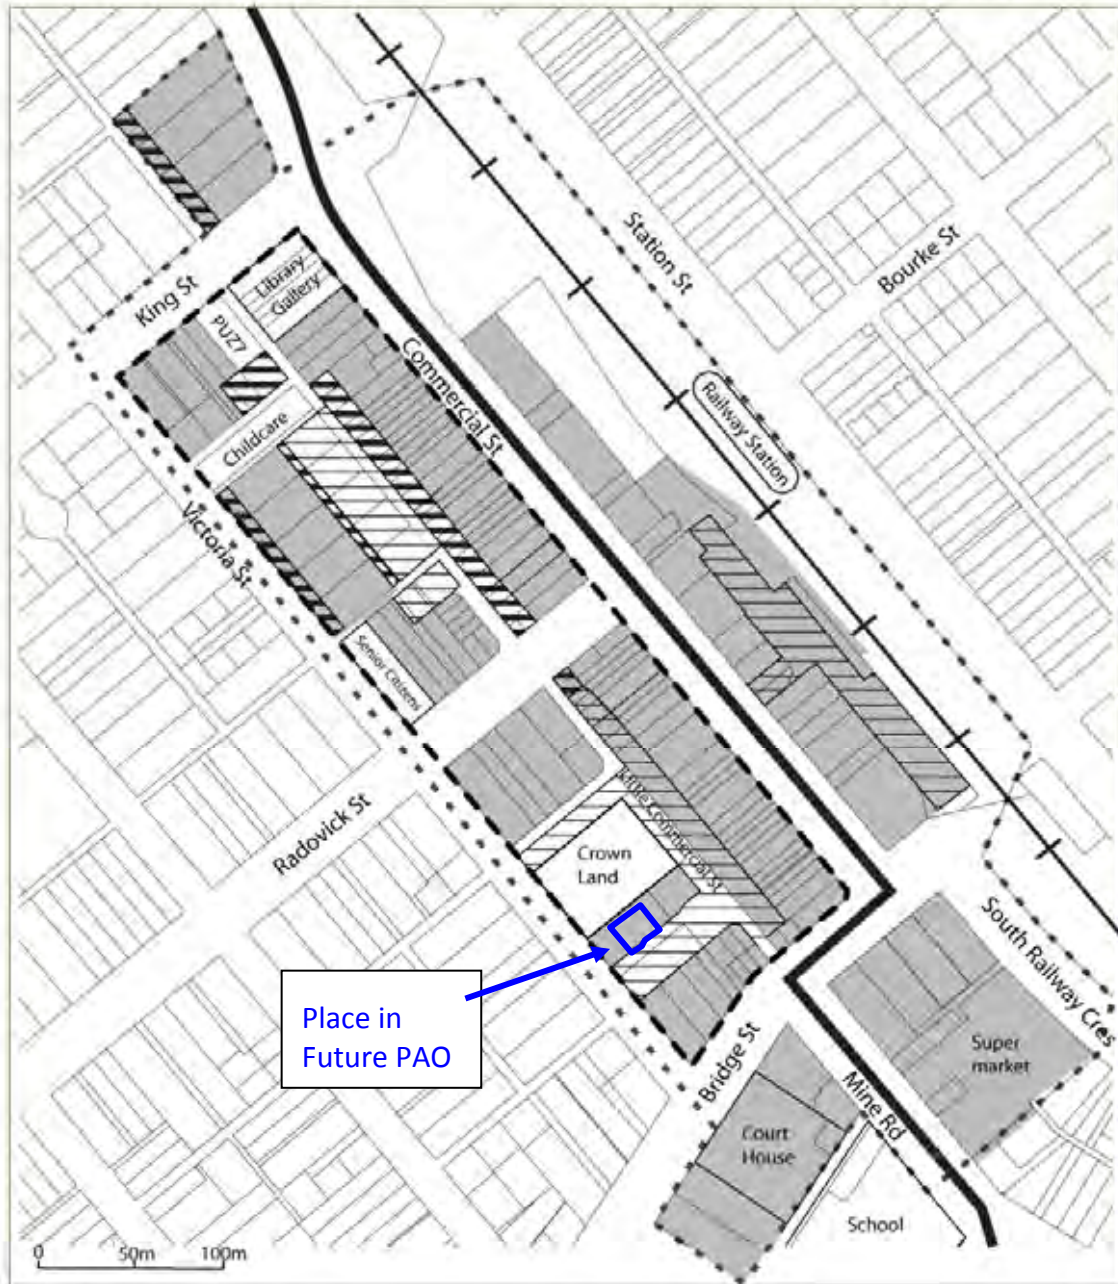 Station St
Bourke St
King St
Library
Gallery
PUZ7
Commercial St
Railway Station
Childcare
Victoria St
Senior Citizens
Radovick St
Commercial St
Crown
Land
South Railway Cres
Place in
Future PAO
Bridge St
Super
market
Mine Rd
Court
House
School
0 50m 100m